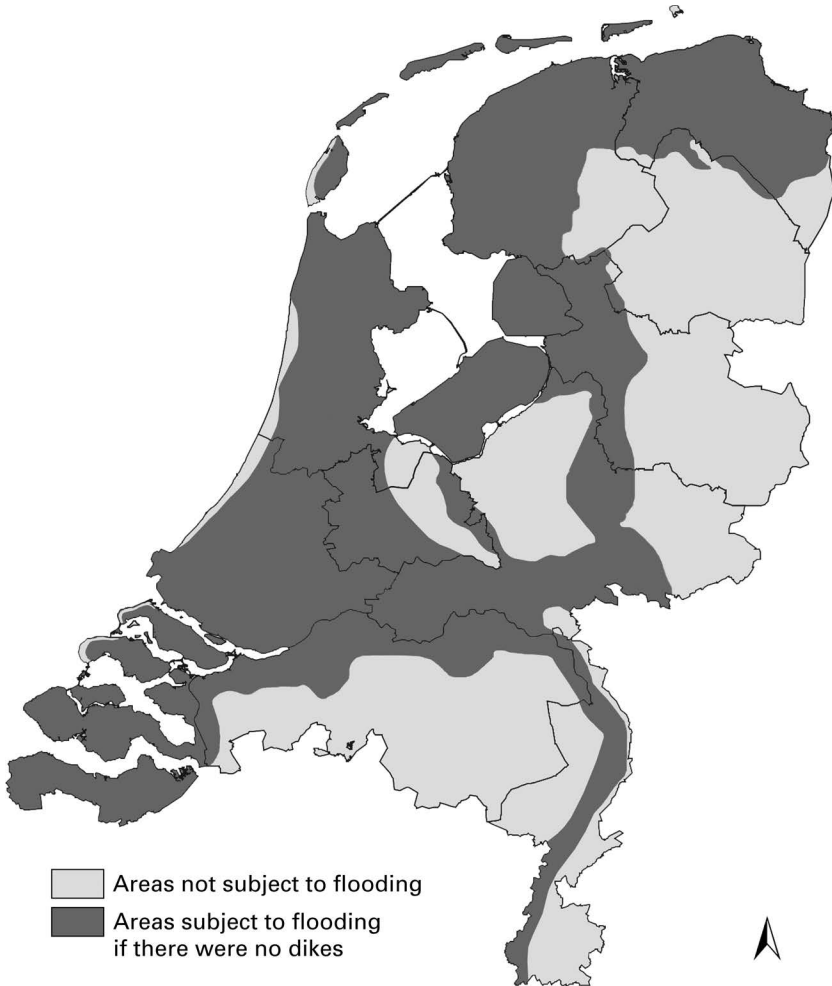 Areas not subject to flooding
Areas subject to flooding
if there were no dikes